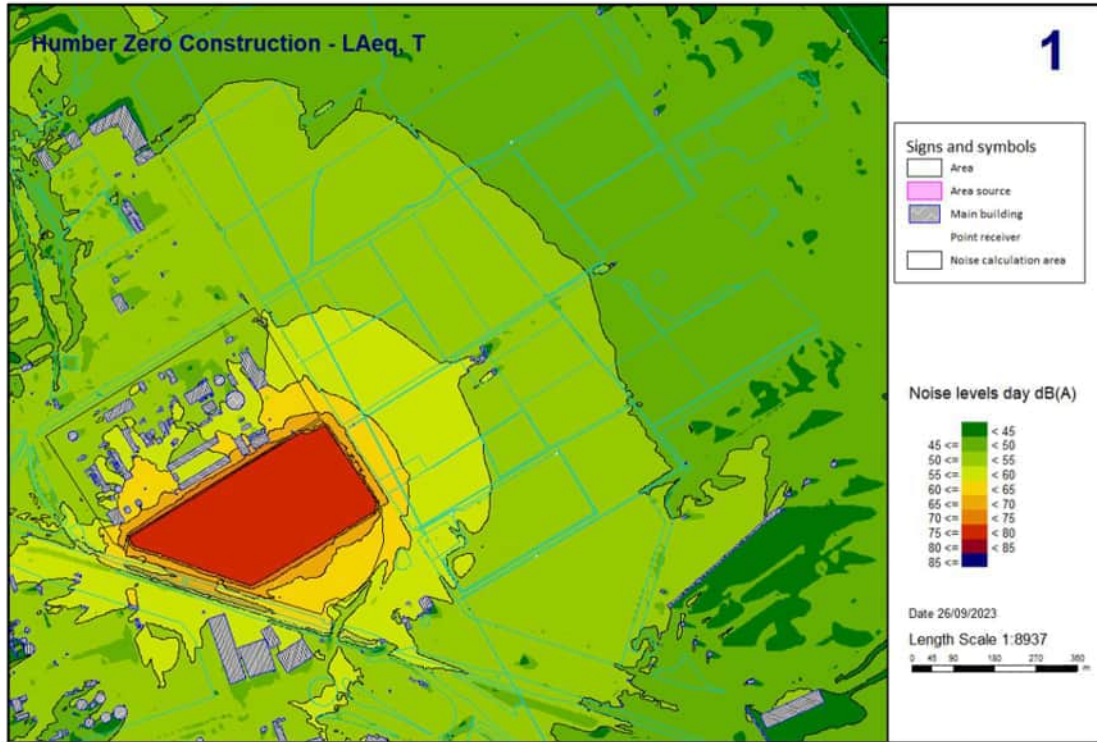 Humber Zero Construction - LAeq, T
1
Signs and symbols
Area
Area source
Main building
Point receiver
Noise calculation area
Noise levels day dB(A)
< 45
45 <= < 50
50 <= < 55
55 <= < 60
60 <= < 65
65 <= < 70
70 <= < 75
75 <= < 80
80 <= < 85
85 <=
Date 26/09/2023
Length Scale 1:8937
0 45 90 180 270 360
m